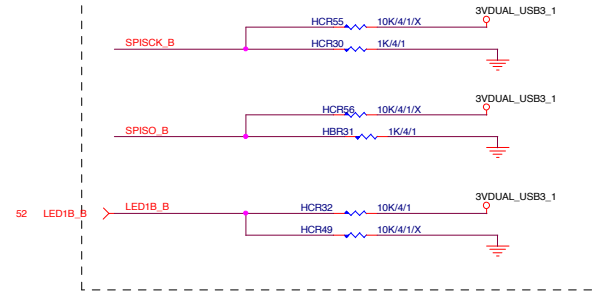 3VDUAL_USB3_1
HCR55 10K/4/1/X
SPISCK_B HCR30 1K/4/1
3VDUAL_USB3_1
HCR56 10K/4/1/X
SPISO_B HBR31 1K/4/1
3VDUAL_USB3_1
52 LED1B_B LED1B_B HCR32 10K/4/1
HCR49 10K/4/1/X